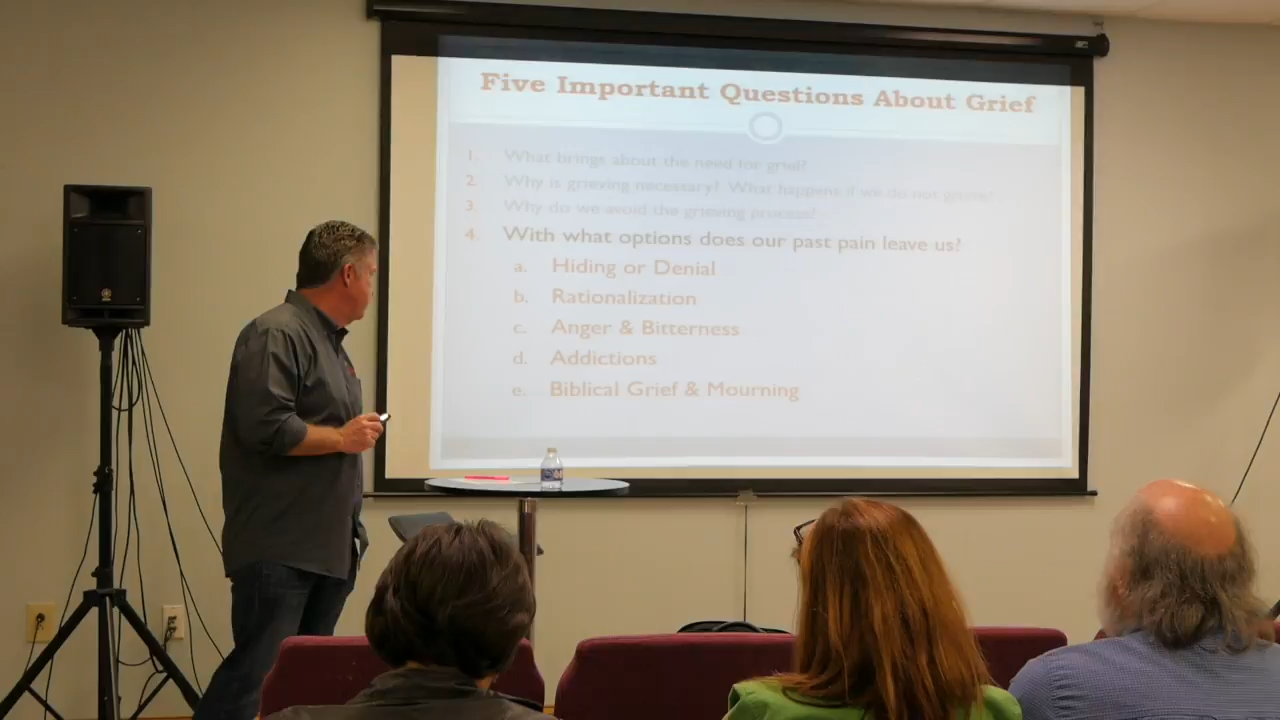 Five Important Questions About Grief
1. What brings about the need for grief?
2. Why is grieving necessary? What happens if we do not grieve?
3. Why do we avoid the grieving process?
4. With what options does our past pain leave us?
a. Hiding or Denial
b. Rationalization
c. Anger & Bitterness
d. Addictions
e. Biblical Grief & Mourning